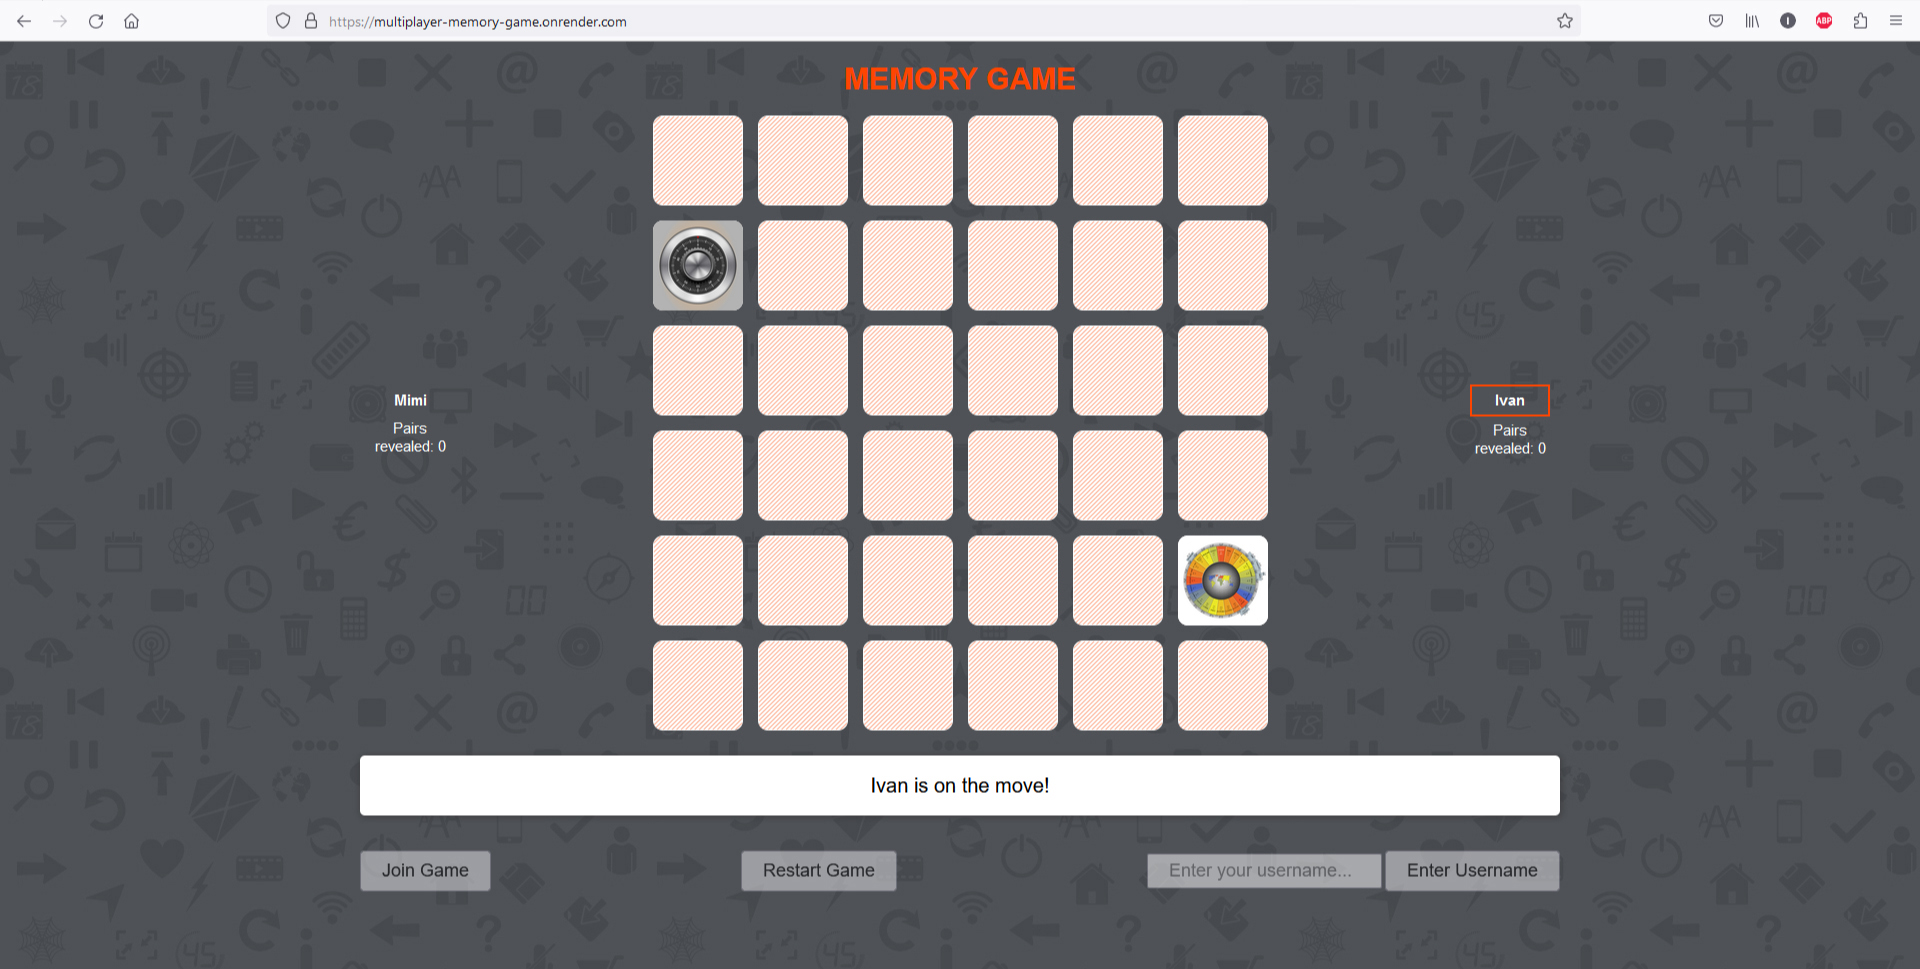 https://multiplayer-memory-game.onrender.com
ABP
MEMORY GAME
Mimi
Pairs
revealed: 0
Ivan
Pairs
revealed: 0
Ivan is on the move!
Join Game
Restart Game
Enter your username...
Enter Username